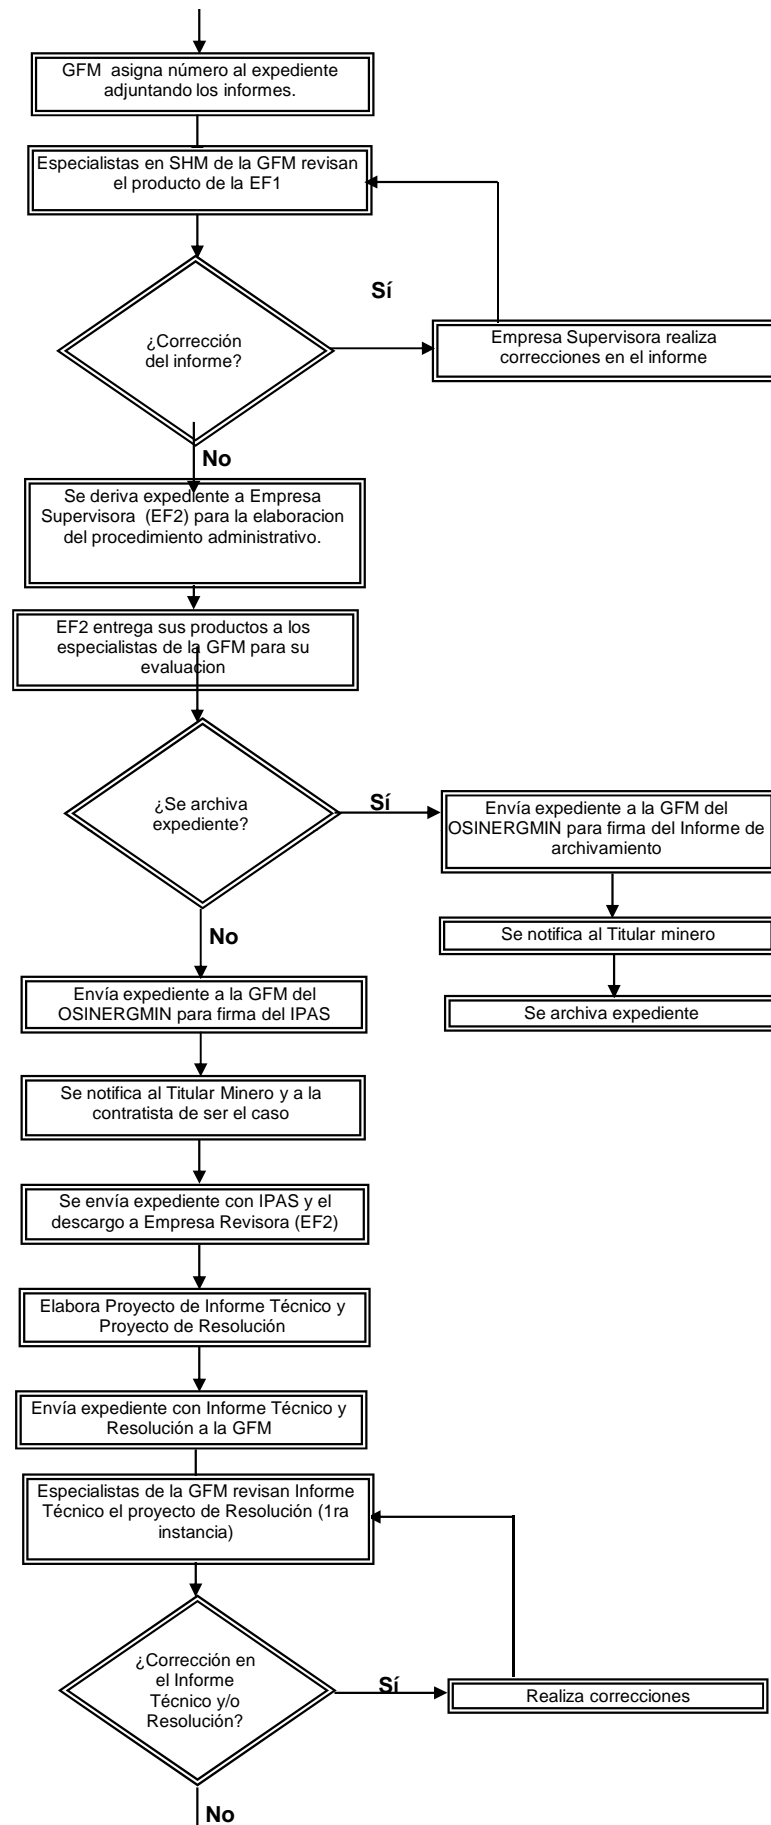 GFM asigna número al expediente
adjuntando los informes.
Especialistas en SHM de la GFM revisan
el producto de la EF1
Sí
¿Corrección
del informe?
Empresa Supervisora realiza
correcciones en el informe
No
Se deriva expediente a Empresa
Supervisora (EF2) para la elaboracion
del procedimiento administrativo.
EF2 entrega sus productos a los
especialistas de la GFM para su
evaluacion
¿Se archiva
expediente?
Sí
Envía expediente a la GFM del
OSINERGMIN para firma del Informe de
archivamiento
No
Se notifica al Titular minero
Se archiva expediente
Envía expediente a la GFM del
OSINERGMIN para firma del IPAS
Se notifica al Titular Minero y a la
contratista de ser el caso
Se envía expediente con IPAS y el
descargo a Empresa Revisora (EF2)
Elabora Proyecto de Informe Técnico y
Proyecto de Resolución
Envía expediente con Informe Técnico y
Resolución a la GFM
Especialistas de la GFM revisan Informe
Técnico el proyecto de Resolución (1ra
instancia)
¿Corrección en
el Informe
Técnico y/o
Resolución?
Sí
Realiza correcciones
No